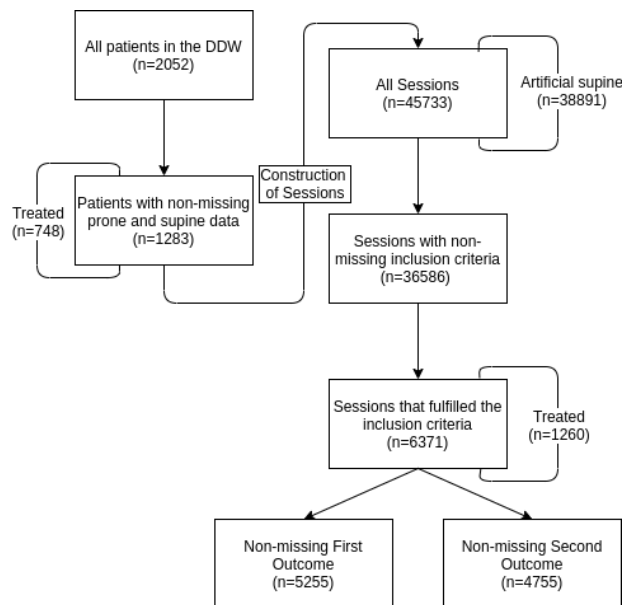 All patients in the DDW
(n=2052)
All Sessions
(n=45733)
Artificial supine
(n=38891)
Construction
of Sessions
Treated
(n=748)
Patients with non-missing
prone and supine data
(n=1283)
Sessions with non-
missing inclusion criteria
(n=36586)
Sessions that fulfilled the
inclusion criteria
(n=6371)
Treated
(n=1260)
Non-missing First
Outcome
(n=5255)
Non-missing Second
Outcome
(n=4755)